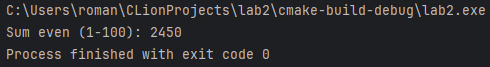 C:\Users\roman\CLionProjects\lab2\cmake-build-debug\lab2.exe
Sum even (1-100): 2450
Process finished with exit code 0